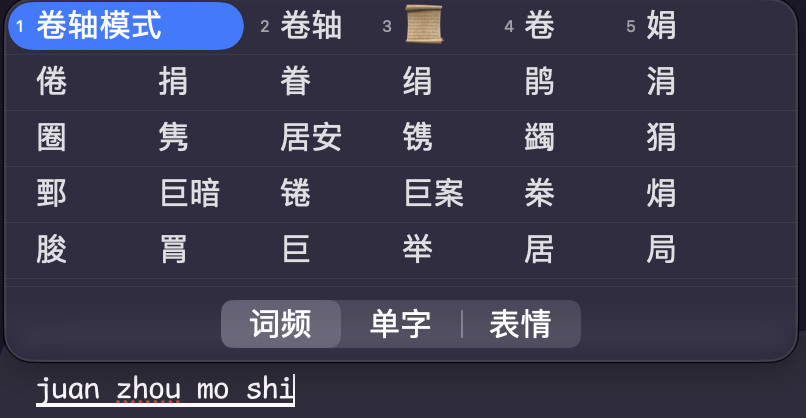 1 卷轴模式 2 卷轴 3 4 卷 5 娟
倦 捐 眷 绢 鹃 涓
圈 隽 居安 镌 蠲 狷
鄄 巨暗 锩 巨案 桊 焆
朘 罥 巨 举 居 局
词频 单字 表情
juan zhou mo shi